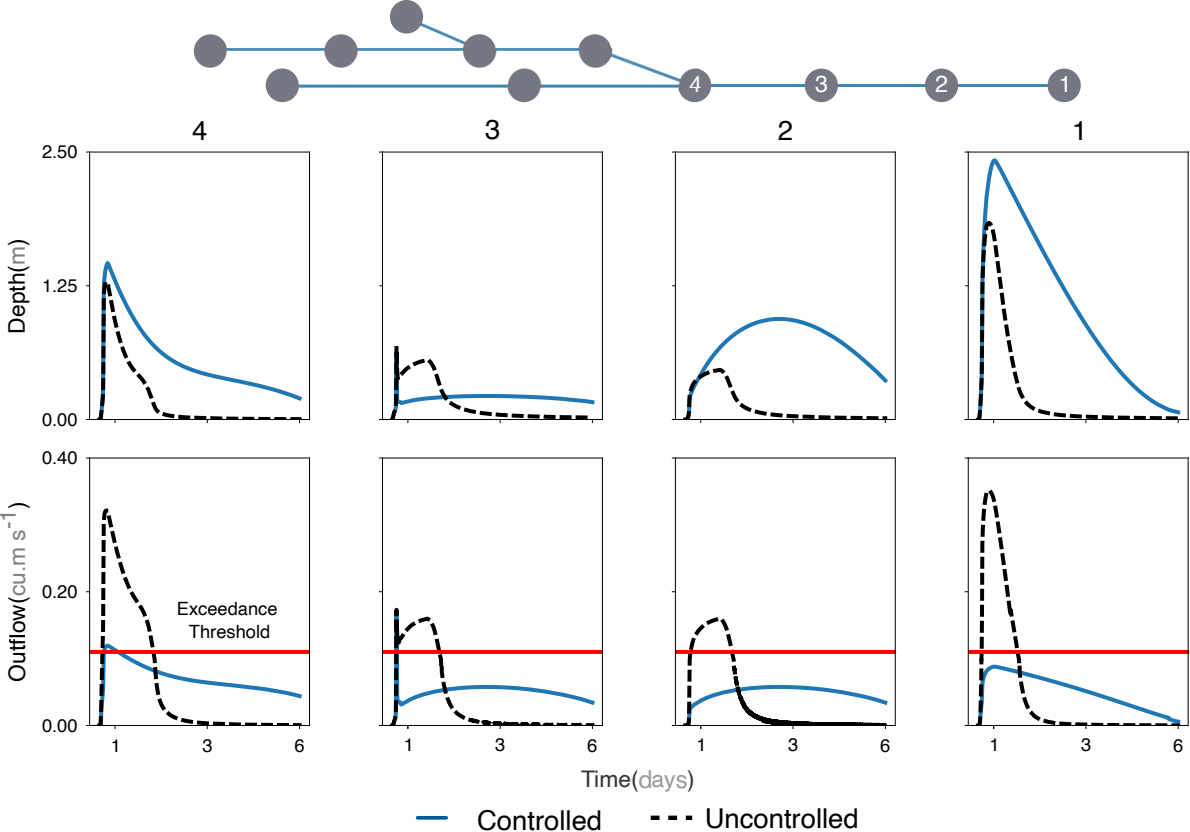 4 3 2 1
4 3 2 1
2.50
1.25
0.00
Depth(m)
0.40
0.20
0.00
Outflow(cu.m s-1)
Exceedance
Threshold
1 3 6 1 3 6 1 3 6 1 3 6
Time(days)
Controlled Uncontrolled